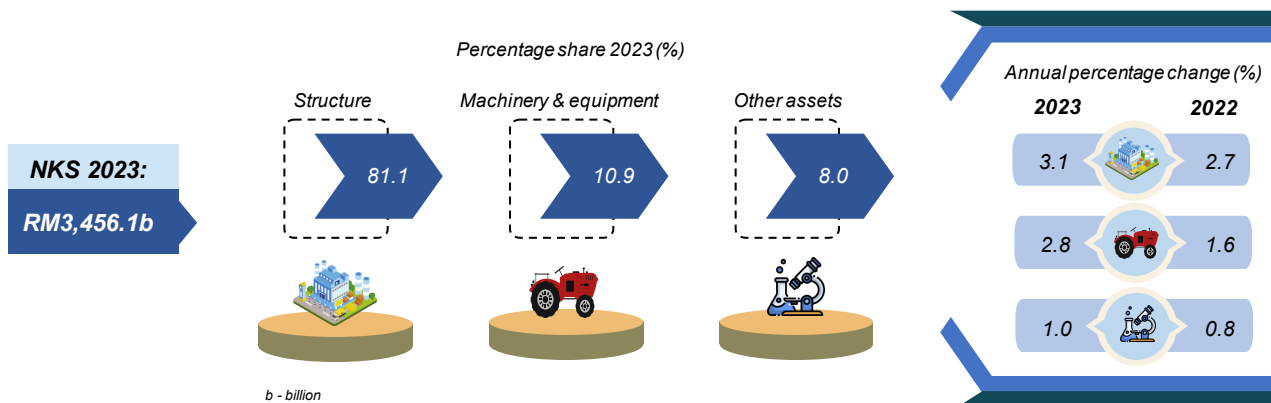 Percentage share 2023 (%)
Structure
Machinery & equipment
Other assets
NKS 2023:
RM3,456.1b
81.1
10.9
8.0
b - billion
Annual percentage change (%)
2023 2022
3.1 2.7
2.8 1.6
1.0 0.8